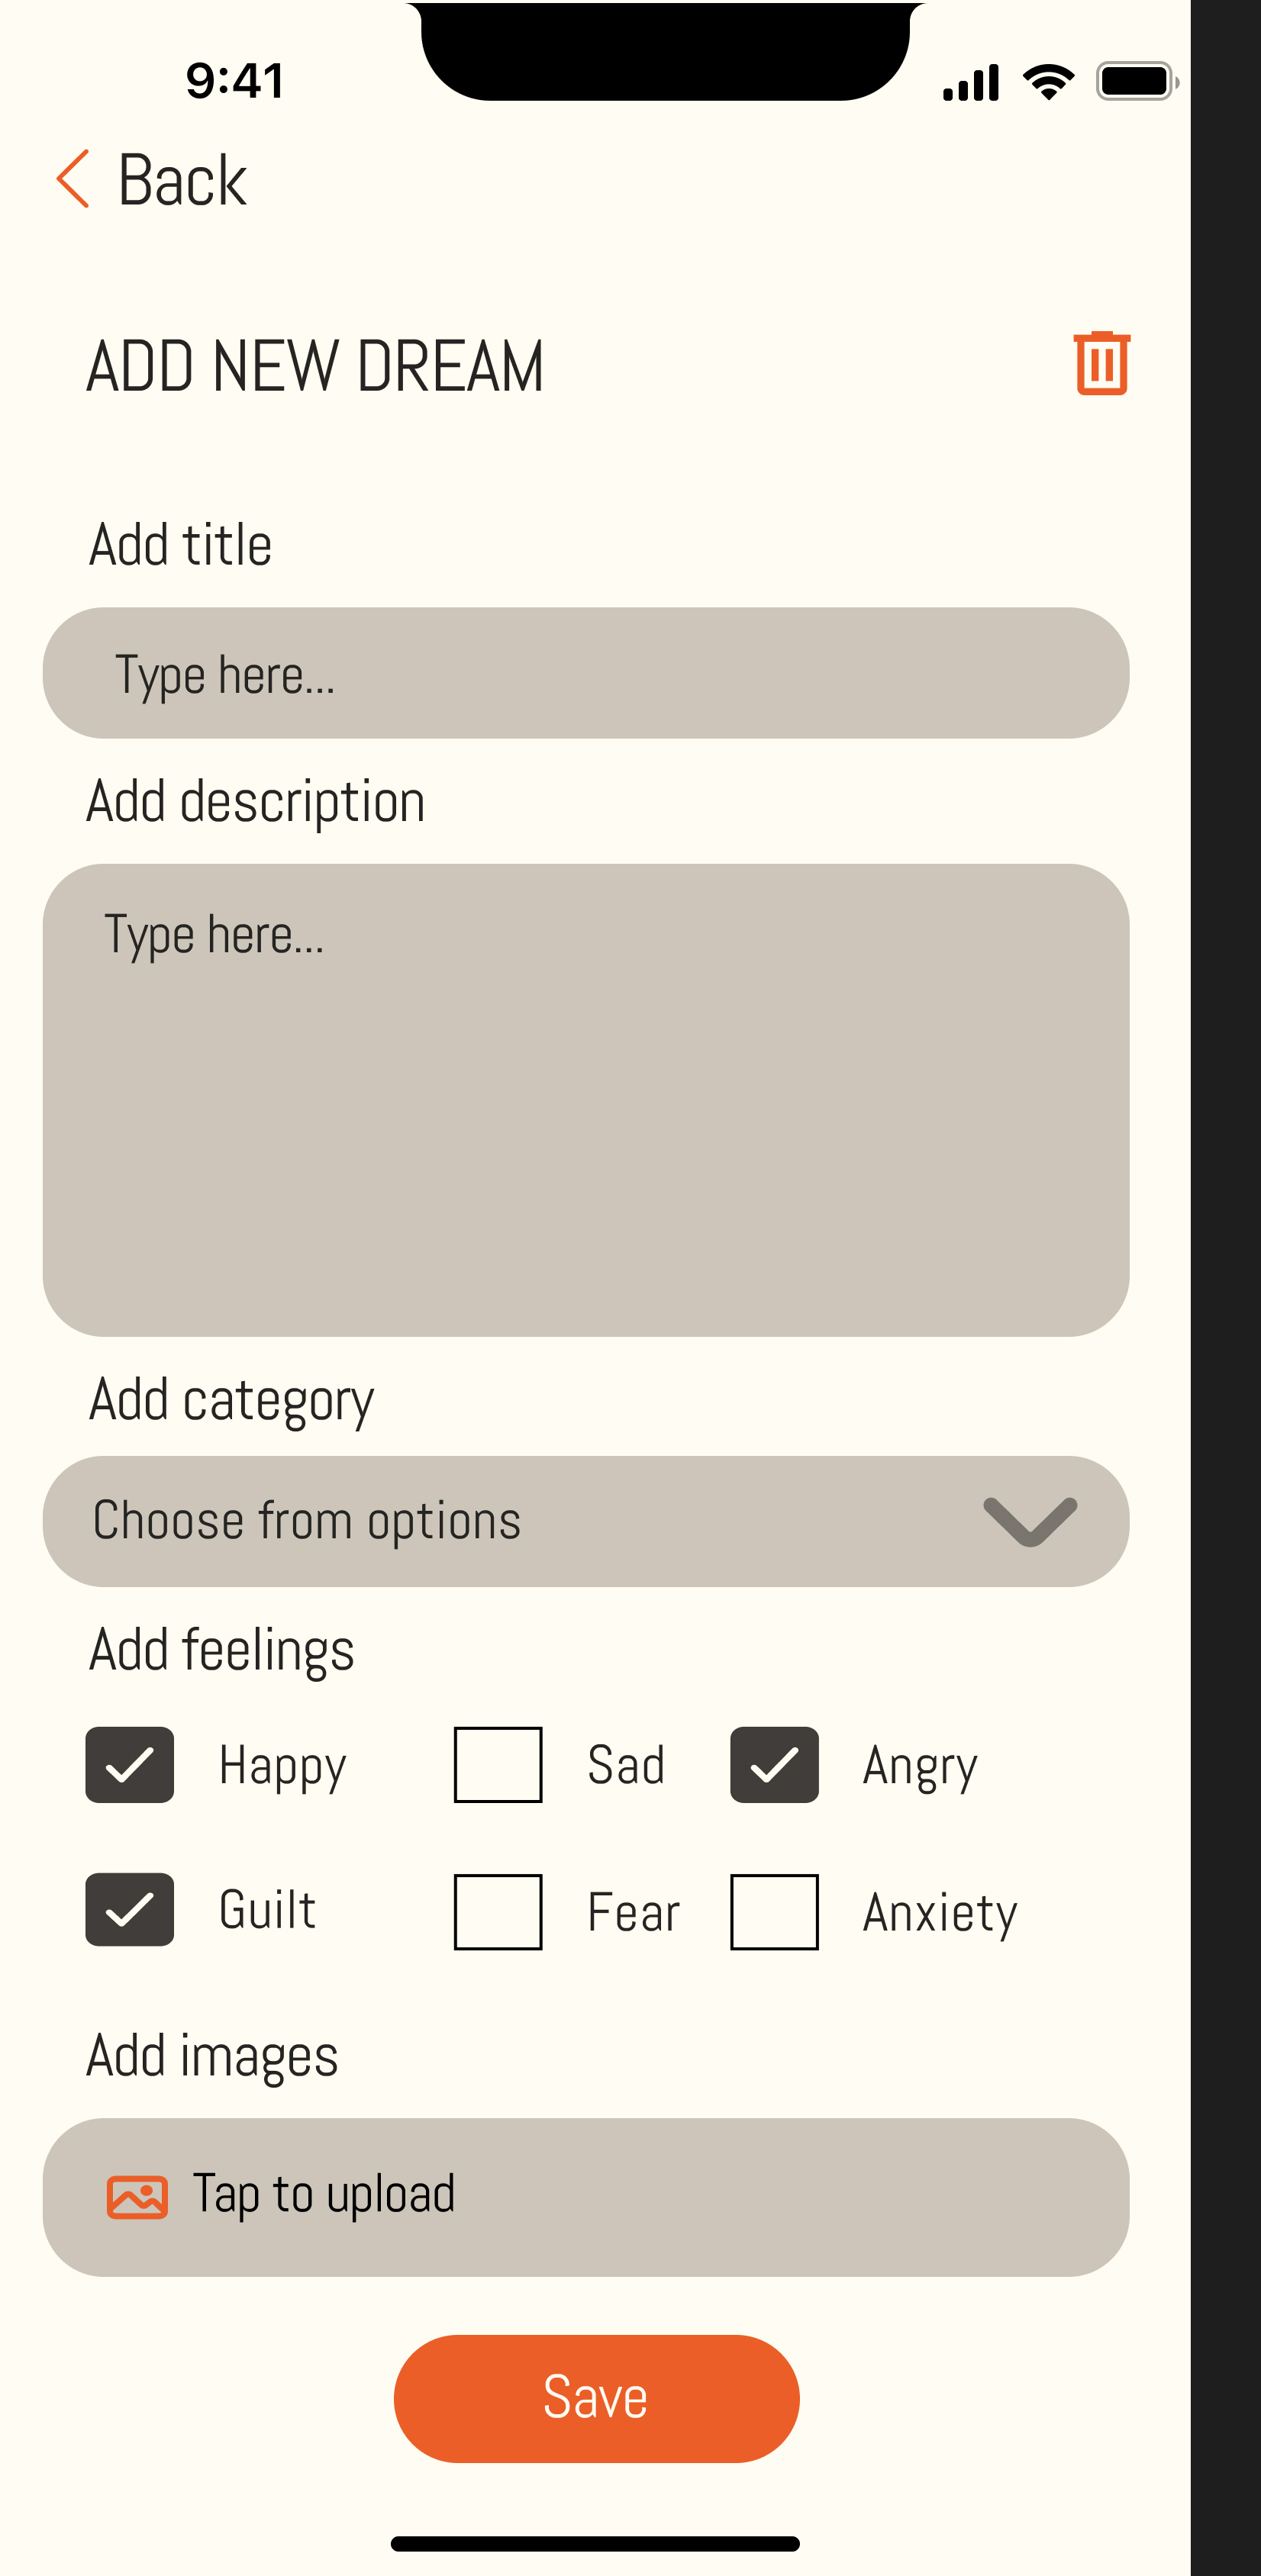 9:41
Back
ADD NEW DREAM
Add title
Type here...
Add description
Type here...
Add category
Choose from options
Add feelings
Happy Sad Angry
Guilt Fear Anxiety
Add images
Tap to upload
Save